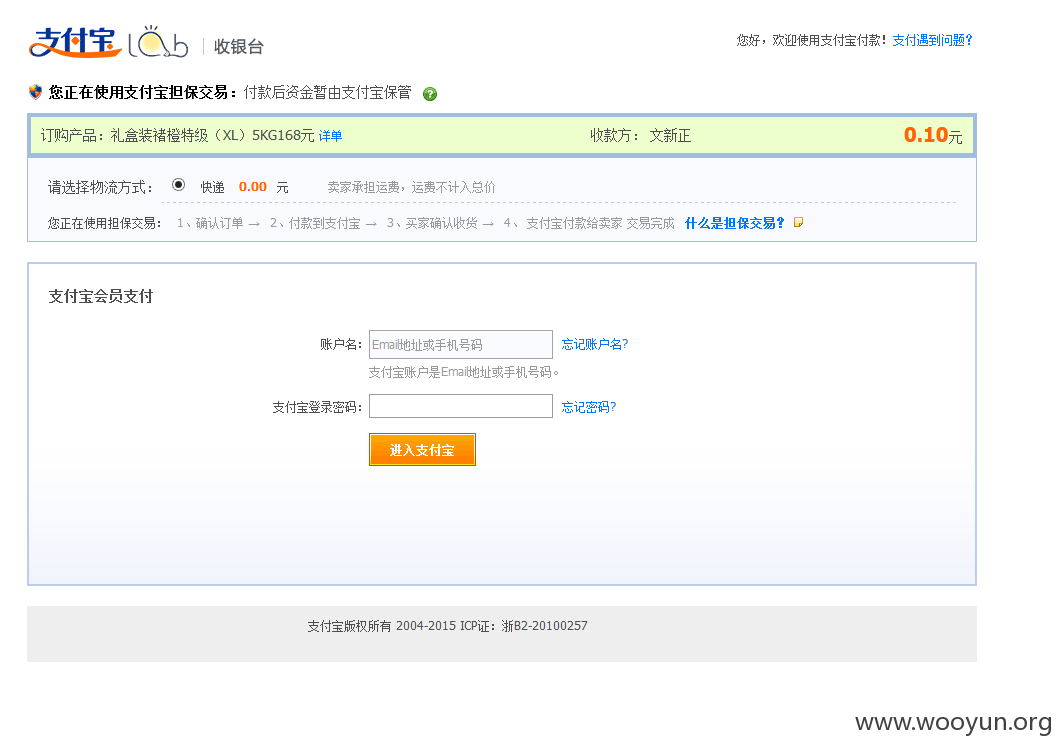 支付宝 lab 收银台
您好，欢迎使用支付宝付款！ 支付遇到问题？
您正在使用支付宝担保交易：付款后资金暂由支付宝保管
订购产品：礼盒装褚橙特级（XL）5KG168元 详单 收款方： 文新正 0.10元
请选择物流方式： 快递 0.00 元 卖家承担运费，运费不计入总价
您正在使用担保交易： 1、确认订单 → 2、付款到支付宝 → 3、买家确认收货 → 4、 支付宝付款给卖家 交易完成 什么是担保交易？
支付宝会员支付
账户名： Email地址或手机号码 忘记账户名?
支付宝账户是Email地址或手机号码。
支付宝登录密码： 忘记密码?
进入支付宝
支付宝版权所有 2004-2015 ICP证：浙B2-20100257
www.wooyun.org